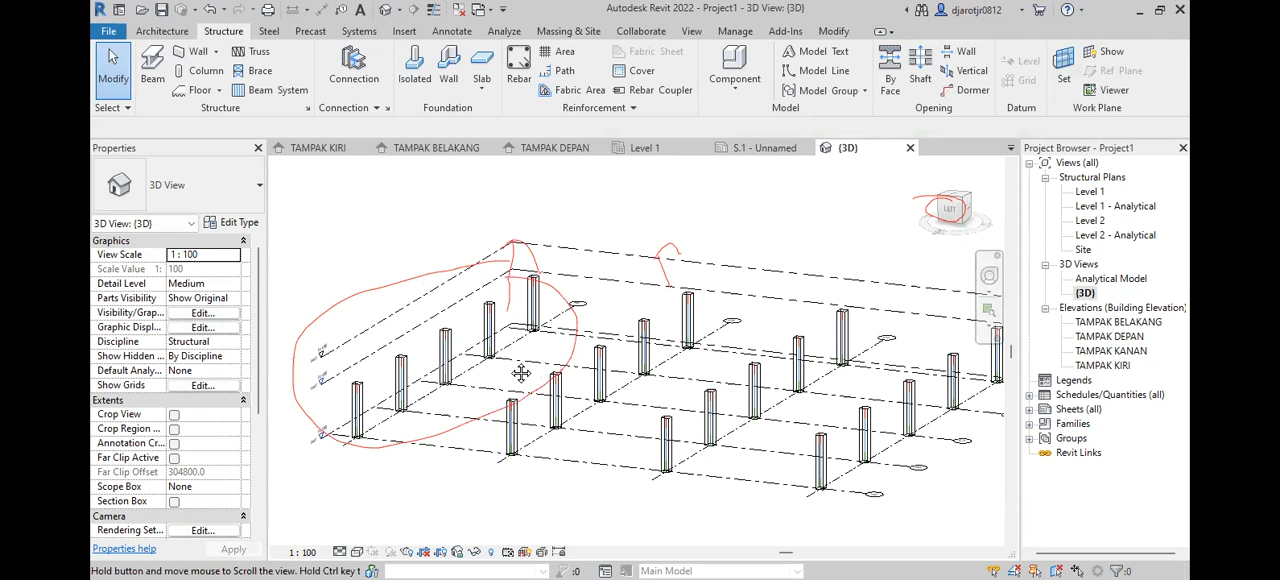 Autodesk Revit 2022 - Project1 - 3D View: {3D}
djarotjr0812
File Architecture Structure Steel Precast Systems Insert Annotate Analyze Massing & Site Collaborate View Manage Add-Ins Modify
Modify
Select
Beam
Wall
Column
Floor
Truss
Brace
Beam System
Structure
Connection
Connection
Isolated
Wall
Slab
Foundation
Rebar
Area
Path
Fabric Area
Fabric Sheet
Cover
Rebar Coupler
Reinforcement
Component
Model Text
Model Line
Model Group
Model
By Face
Shaft
Wall
Vertical
Dormer
Opening
Level
Grid
Datum
Set
Show
Ref Plane
Viewer
Work Plane
Properties
TAMPAK KIRI
TAMPAK BELAKANG
TAMPAK DEPAN
Level 1
S.1 - Unnamed
{3D}
Project Browser - Project1
3D View
3D View: {3D}
Edit Type
Graphics
View Scale 1 : 100
Scale Value 1: 100
Detail Level Medium
Parts Visibility Show Original
Visibility/Grap... Edit...
Graphic Displ... Edit...
Discipline Structural
Show Hidden ... By Discipline
Default Analy... None
Show Grids Edit...
Extents
Crop View
Crop Region ...
Annotation Cr...
Far Clip Active
Far Clip Offset 304800.0
Scope Box None
Section Box
Camera
Rendering Set... Edit...
Properties help
Apply
LEFT
Views (all)
Structural Plans
Level 1
Level 1 - Analytical
Level 2
Level 2 - Analytical
Site
3D Views
Analytical Model
{3D}
Elevations (Building Elevation)
TAMPAK BELAKANG
TAMPAK DEPAN
TAMPAK KANAN
TAMPAK KIRI
Legends
Schedules/Quantities (all)
Sheets (all)
Families
Groups
Revit Links
1 : 100
Hold button and move mouse to Scroll the view. Hold Ctrl key t
:0
Main Model
:0